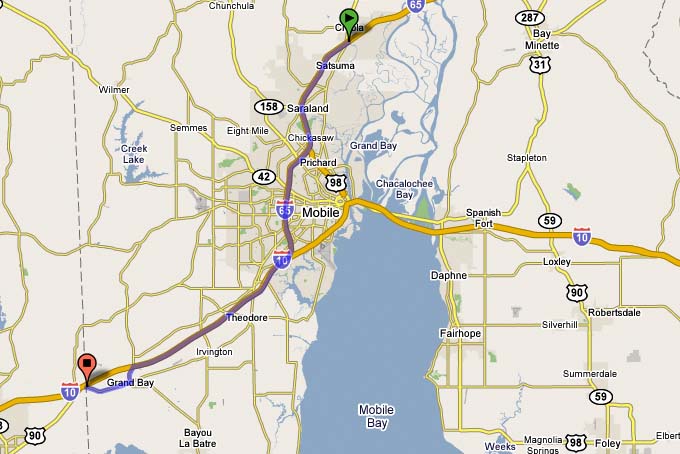 Chunchula
65
287
Bay
Minette
31
Satsuma
Wilmer
158
Saraland
Semmes
Eight Mile
Chickasaw
Grand Bay
Creek
Lake
Prichard
Stapleton
42
98
Chacalochee
Bay
65
Mobile
Spanish
Fort
59
10
10
Loxley
Daphne
90
Theodore
Robertsdale
Fairhope
Silverhill
Irvington
Grand Bay
Summerdale
10
59
Mobile
Bay
90
Bayou
La Batre
Weeks
Magnolia
Springs
98
Foley
Elbert